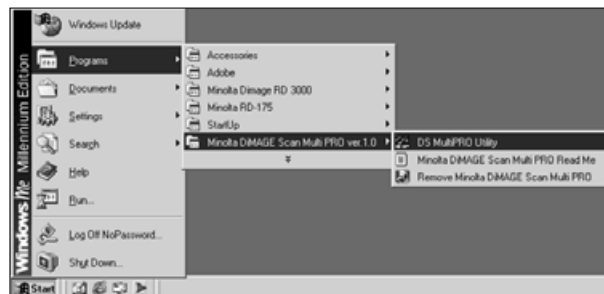 Windows Me Millennium Edition
Windows Update
Programs
Documents
Settings
Search
Help
Run...
Log Off NoPassword...
Shut Down...
Start
Accessories
Adobe
Minolta Dimage RD 3000
Minolta RD-175
StartUp
Minolta DiMAGE Scan Multi PRO ver.1.0
DS MultiPRO Utility
Minolta DiMAGE Scan Multi PRO Read Me
Remove Minolta DiMAGE Scan Multi PRO